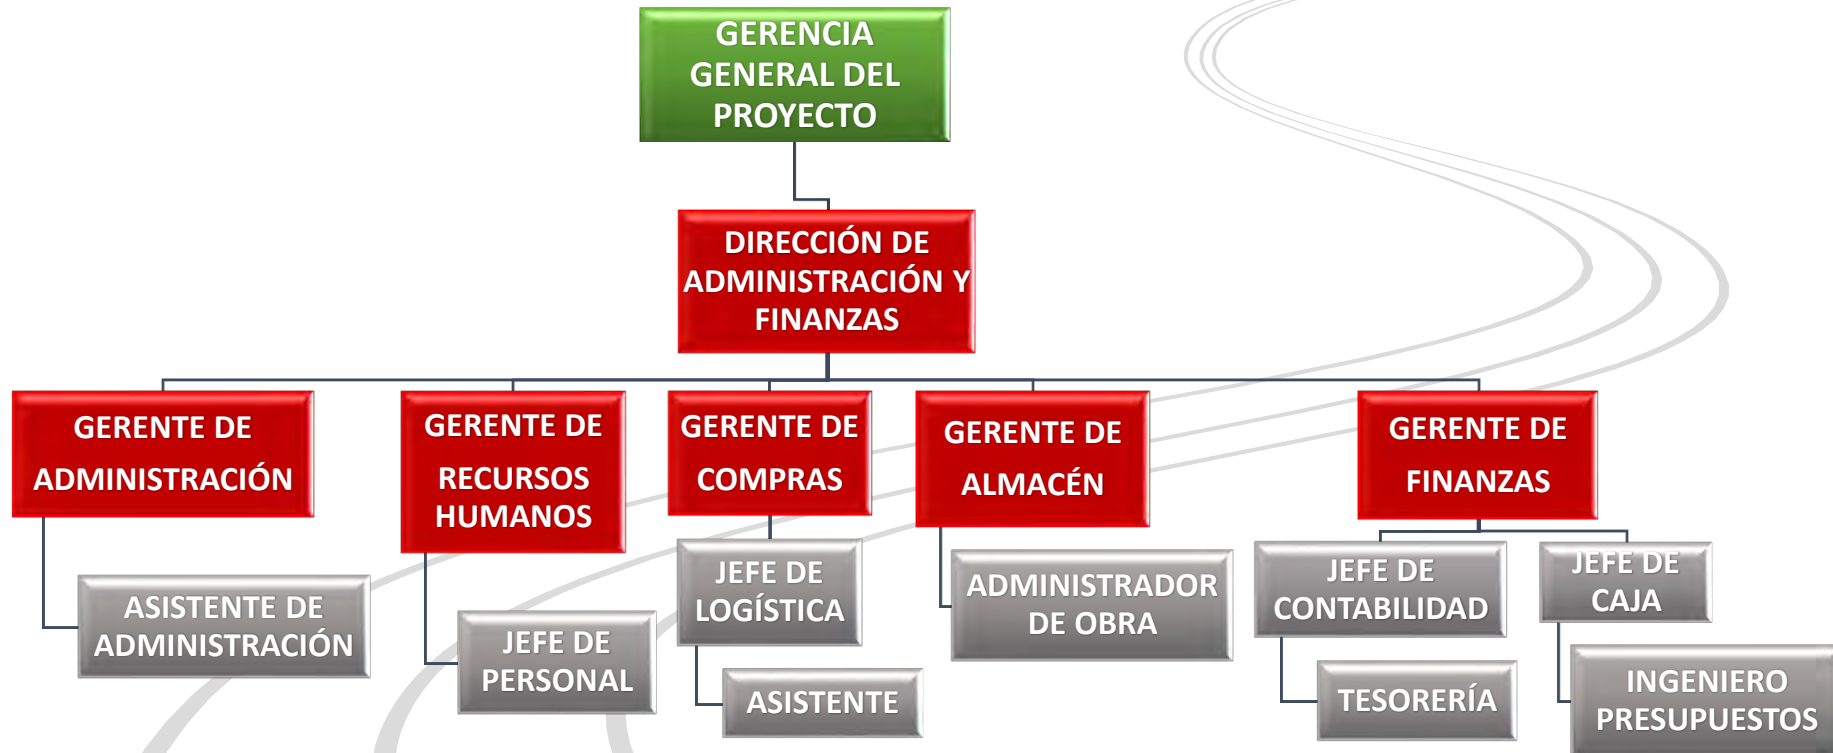 GERENCIA
GENERAL DEL
PROYECTO
DIRECCIÓN DE
ADMINISTRACIÓN Y
FINANZAS
GERENTE DE
ADMINISTRACIÓN
GERENTE DE
RECURSOS
HUMANOS
GERENTE DE
COMPRAS
GERENTE DE
ALMACÉN
GERENTE DE
FINANZAS
ASISTENTE DE
ADMINISTRACIÓN
JEFE DE
PERSONAL
JEFE DE
LOGÍSTICA
ASISTENTE
ADMINISTRADOR
DE OBRA
JEFE DE
CONTABILIDAD
TESORERÍA
JEFE DE
CAJA
INGENIERO
PRESUPUESTOS